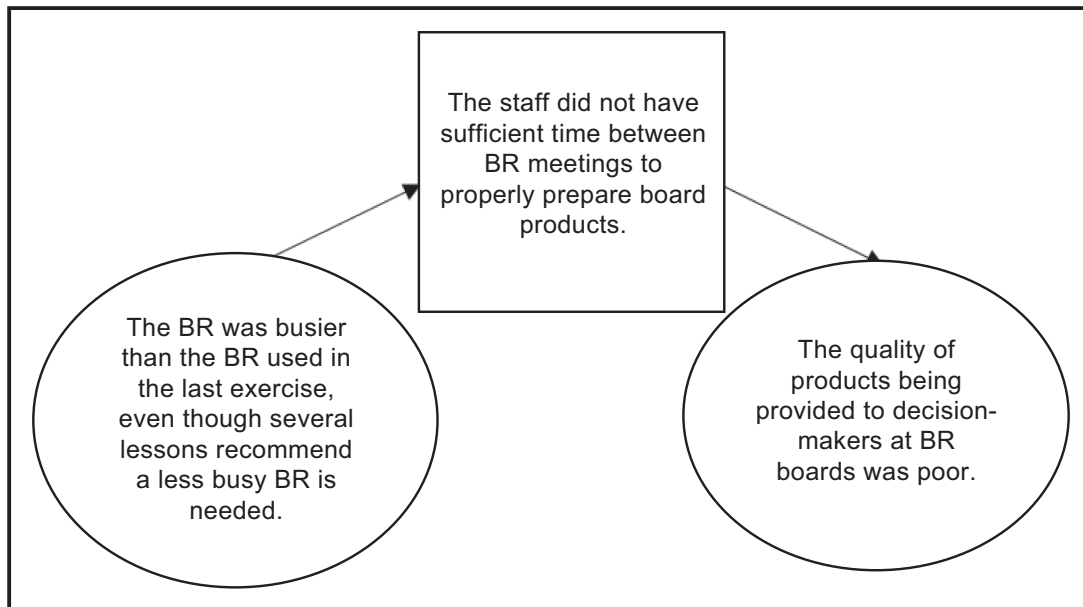 The staff did not have
sufficient time between
BR meetings to
properly prepare board
products.
The BR was busier
than the BR used in
the last exercise,
even though several
lessons recommend
a less busy BR is
needed.
The quality of
products being
provided to decision-
makers at BR
boards was poor.